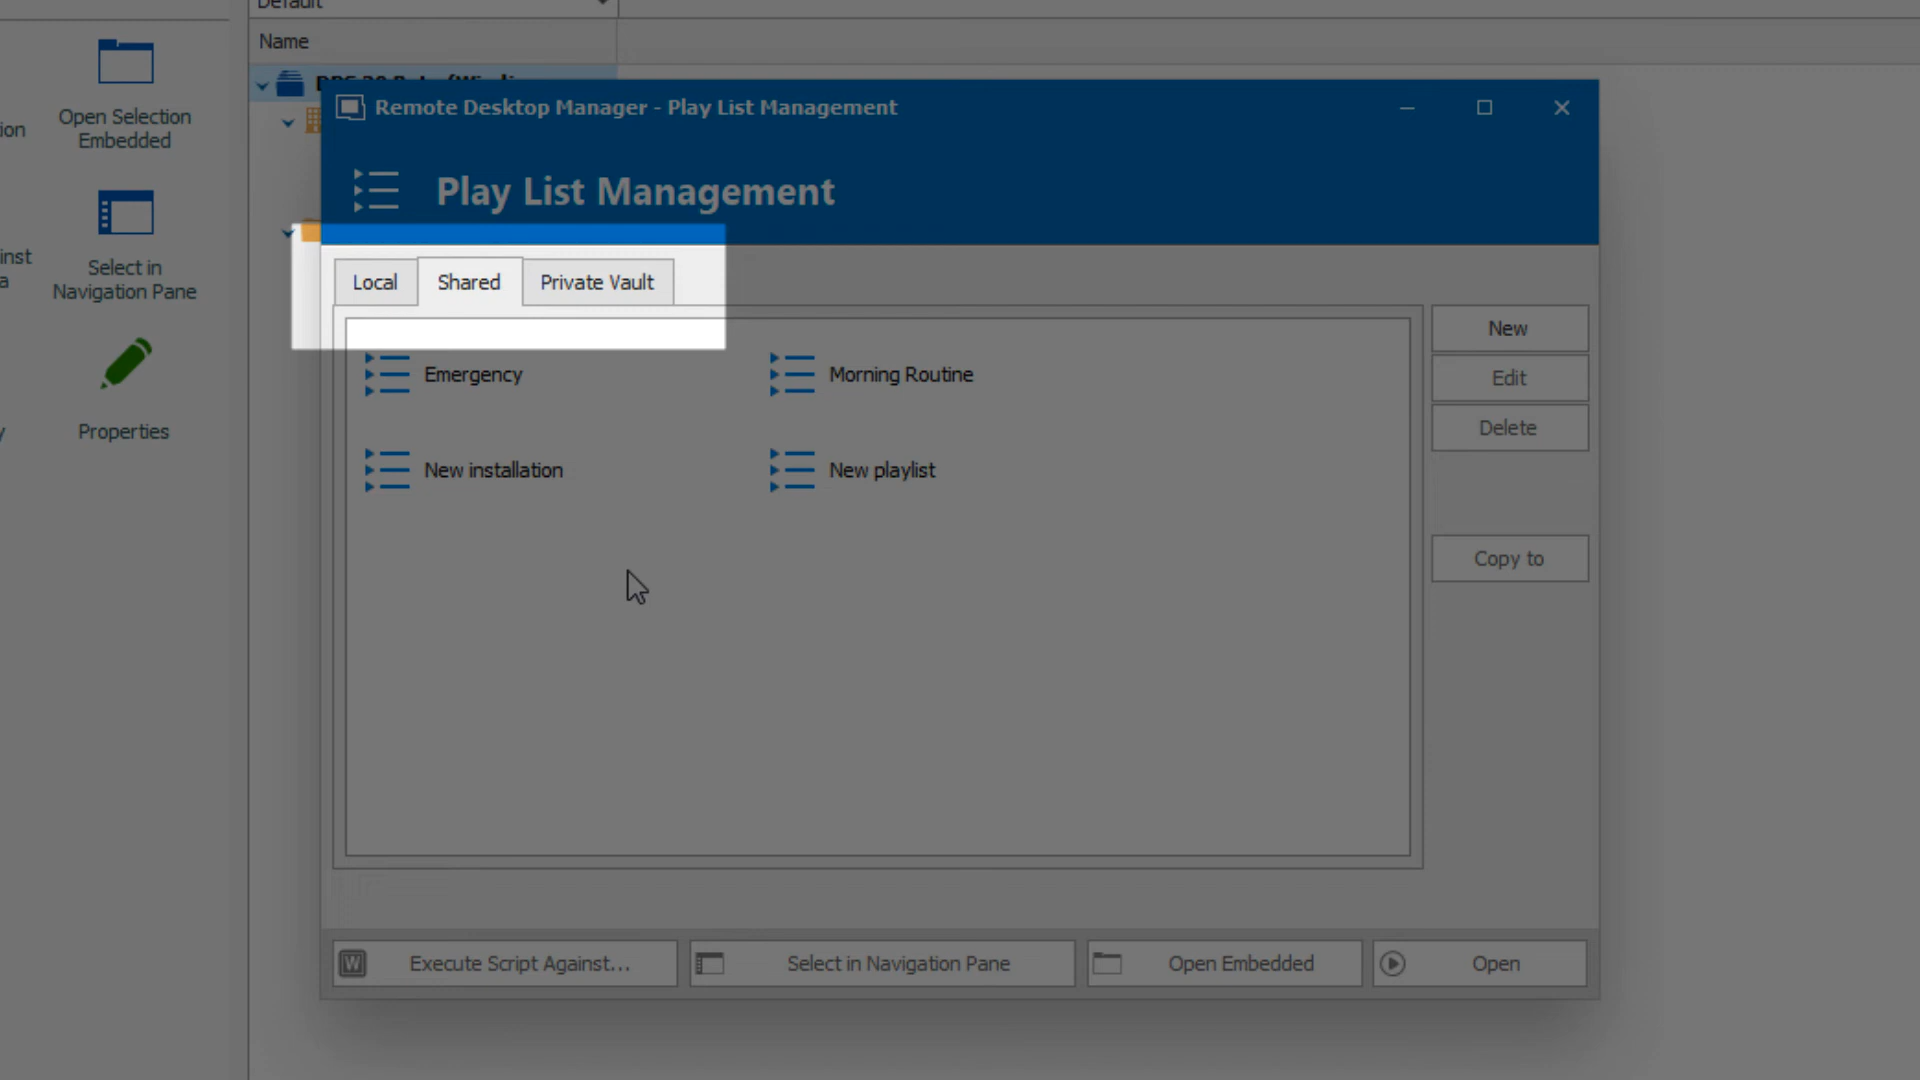 Default
Name
Open Selection
Embedded
Select in
Navigation Pane
Properties
Remote Desktop Manager - Play List Management
Play List Management
Local
Shared
Private Vault
Emergency
Morning Routine
New installation
New playlist
New
Edit
Delete
Copy to
Execute Script Against...
Select in Navigation Pane
Open Embedded
Open